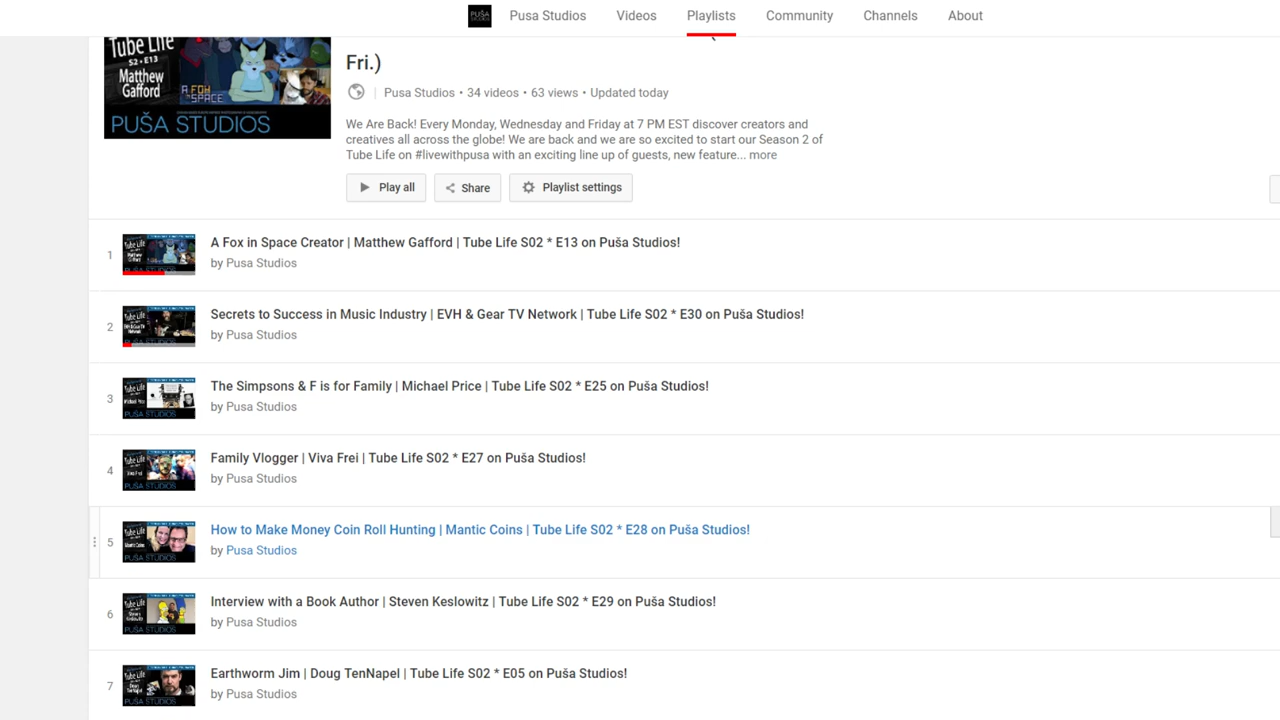 Pusa Studios Videos Playlists Community Channels About
Tube Life
S2 • E13
Matthew
Gafford
A FOX
IN SPACE
PUŠA STUDIOS
Fri.)
Pusa Studios • 34 videos • 63 views • Updated today
We Are Back! Every Monday, Wednesday and Friday at 7 PM EST discover creators and
creatives all across the globe! We are back and we are so excited to start our Season 2 of
Tube Life on #livewithpusa with an exciting line up of guests, new feature... more
Play all Share Playlist settings
1
A Fox in Space Creator | Matthew Gafford | Tube Life S02 * E13 on Puša Studios!
by Pusa Studios
2
Secrets to Success in Music Industry | EVH & Gear TV Network | Tube Life S02 * E30 on Puša Studios!
by Pusa Studios
3
The Simpsons & F is for Family | Michael Price | Tube Life S02 * E25 on Puša Studios!
by Pusa Studios
4
Family Vlogger | Viva Frei | Tube Life S02 * E27 on Puša Studios!
by Pusa Studios
5
How to Make Money Coin Roll Hunting | Mantic Coins | Tube Life S02 * E28 on Puša Studios!
by Pusa Studios
6
Interview with a Book Author | Steven Keslowitz | Tube Life S02 * E29 on Puša Studios!
by Pusa Studios
7
Earthworm Jim | Doug TenNapel | Tube Life S02 * E05 on Puša Studios!
by Pusa Studios